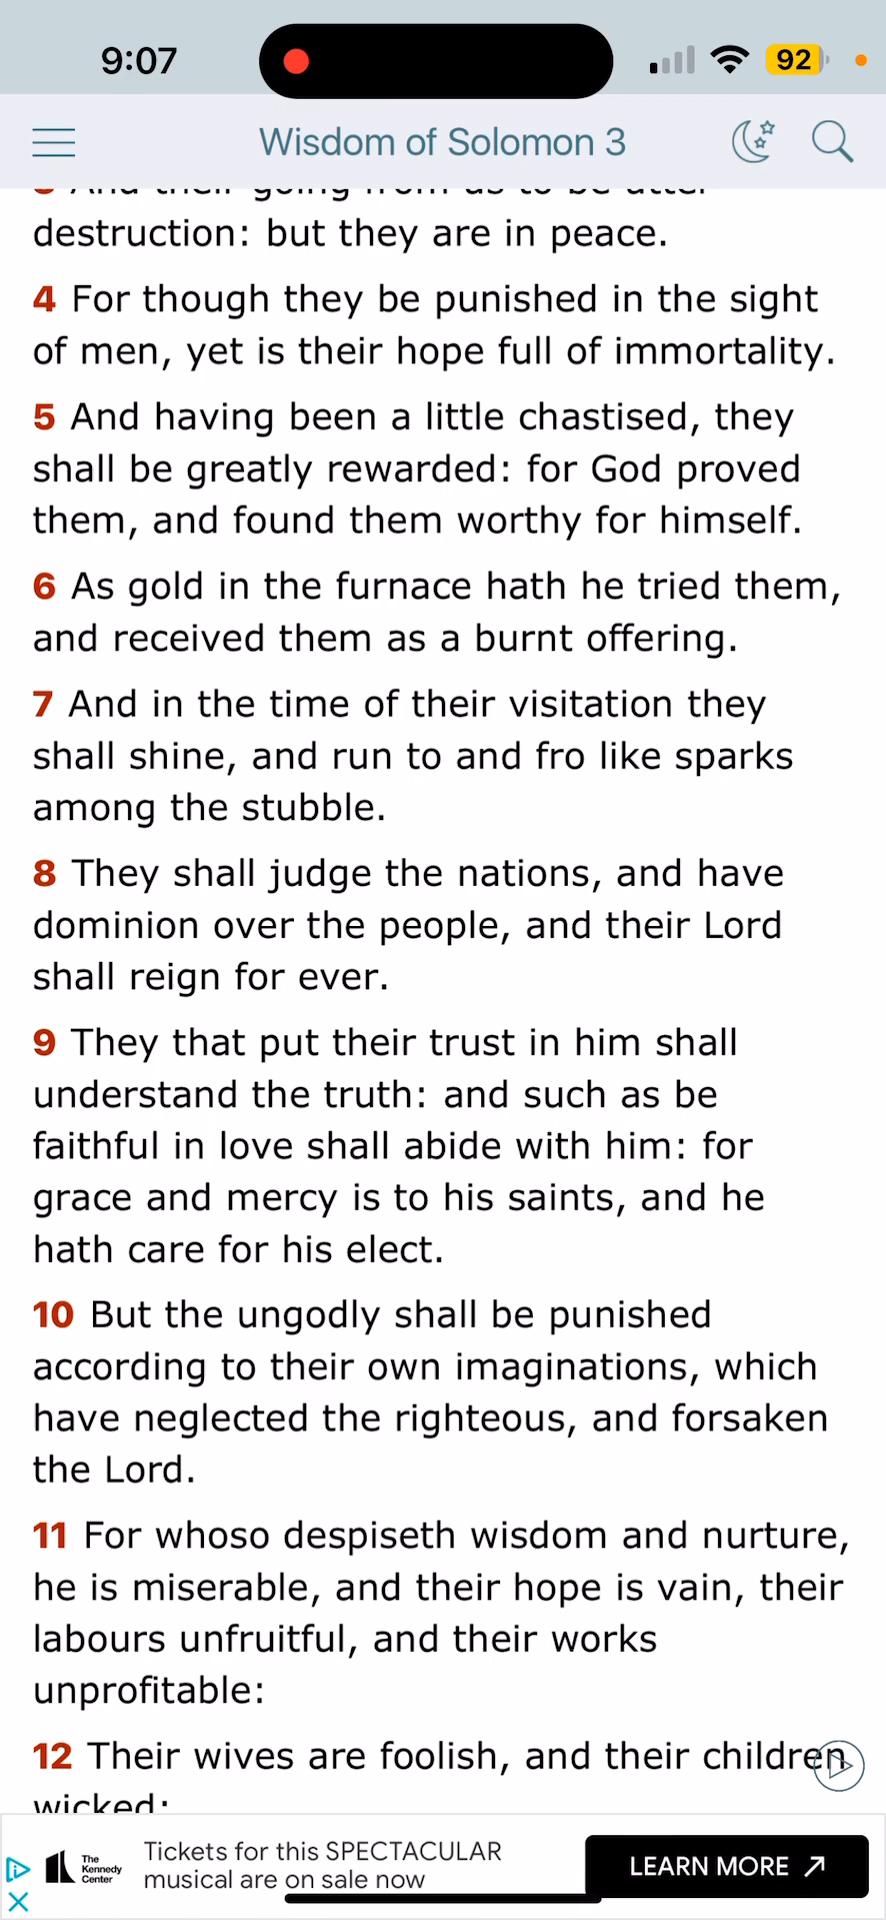 9:07
92
Wisdom of Solomon 3
3 And their going from us to be utter
destruction: but they are in peace.
4 For though they be punished in the sight
of men, yet is their hope full of immortality.
5 And having been a little chastised, they
shall be greatly rewarded: for God proved
them, and found them worthy for himself.
6 As gold in the furnace hath he tried them,
and received them as a burnt offering.
7 And in the time of their visitation they
shall shine, and run to and fro like sparks
among the stubble.
8 They shall judge the nations, and have
dominion over the people, and their Lord
shall reign for ever.
9 They that put their trust in him shall
understand the truth: and such as be
faithful in love shall abide with him: for
grace and mercy is to his saints, and he
hath care for his elect.
10 But the ungodly shall be punished
according to their own imaginations, which
have neglected the righteous, and forsaken
the Lord.
11 For whoso despiseth wisdom and nurture,
he is miserable, and their hope is vain, their
labours unfruitful, and their works
unprofitable:
12 Their wives are foolish, and their children
wicked:
The
Kennedy
Center
Tickets for this SPECTACULAR
musical are on sale now
LEARN MORE